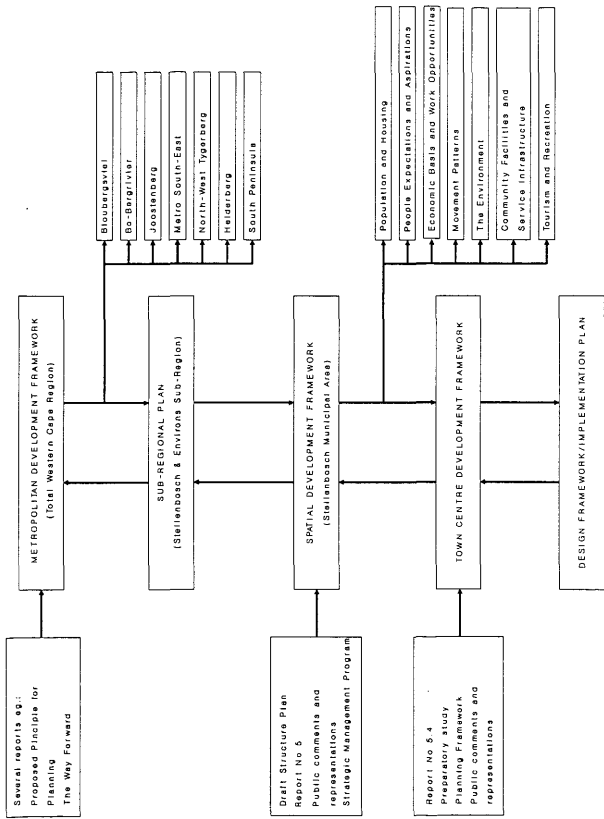 Several reports eg.:
Proposed Pinciple for
Planning
The Way Forward
METROPOLITAN DEVELOPMENT FRAMEWORK
(Total Western Cape Region)
Bloubergsvlei
Bo-Bergrivier
Joostenberg
Metro South-East
North-West Tygerberg
Helderberg
South Peninsula
SUB-REGIONAL PLAN
(Stellenbosch & Environs Sub-Region)
Draft Structure Plan
Report No 5
Public comments and
representations
Strategic Management Program
SPATIAL DEVELOPMENT FRAMEWORK
(Stellenbosch Municipal Area)
Population and Housing
People Expectations and Aspirations
Economic Basis and Work Opportunities
Movement Patterns
The Environment
Community Facilities and
Service Infrastructure
Tourism and Recreation
Report No 5.4
Preparatory study
Planning Framework
Public comments and
representations
TOWN CENTRE DEVELOPMENT FRAMEWORK
DESIGN FRAMEWORK/IMPLEMENTATION PLAN